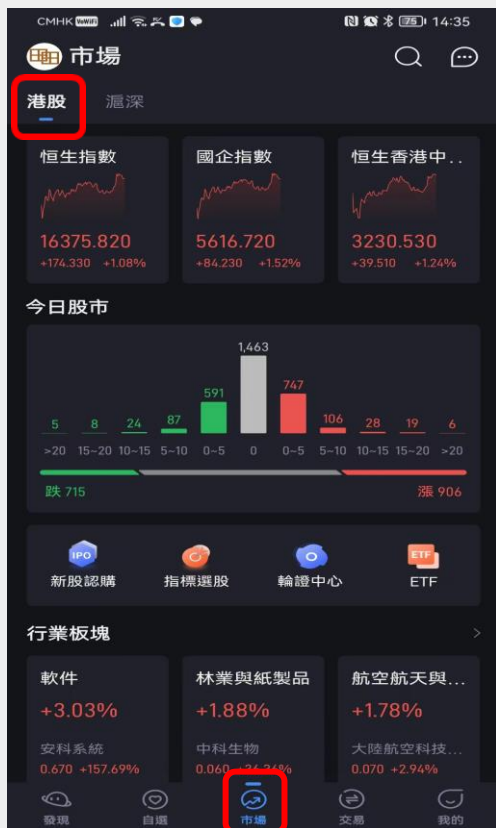 CMHK VoWiFi 75 14:35
市場
港股 滬深
恒生指數 國企指數 恒生香港中..
16375.820 5616.720 3230.530
+174.330 +1.08% +84.230 +1.52% +39.510 +1.24%
今日股市
1,463
591 747
5 8 24 87 106 28 19 6
>20 15~20 10~15 5~10 0~5 0 0~5 5~10 10~15 15~20 >20
跌 715 漲 906
IPO ETF
新股認購 指標選股 輪證中心 ETF
行業板塊 >
軟件 林業與紙製品 航空航天與...
+3.03% +1.88% +1.78%
安科系統 中科生物 大陸航空科技...
0.670 +157.69% 0.060 +36.36% 0.070 +2.94%
發現 自選 市場 交易 我的